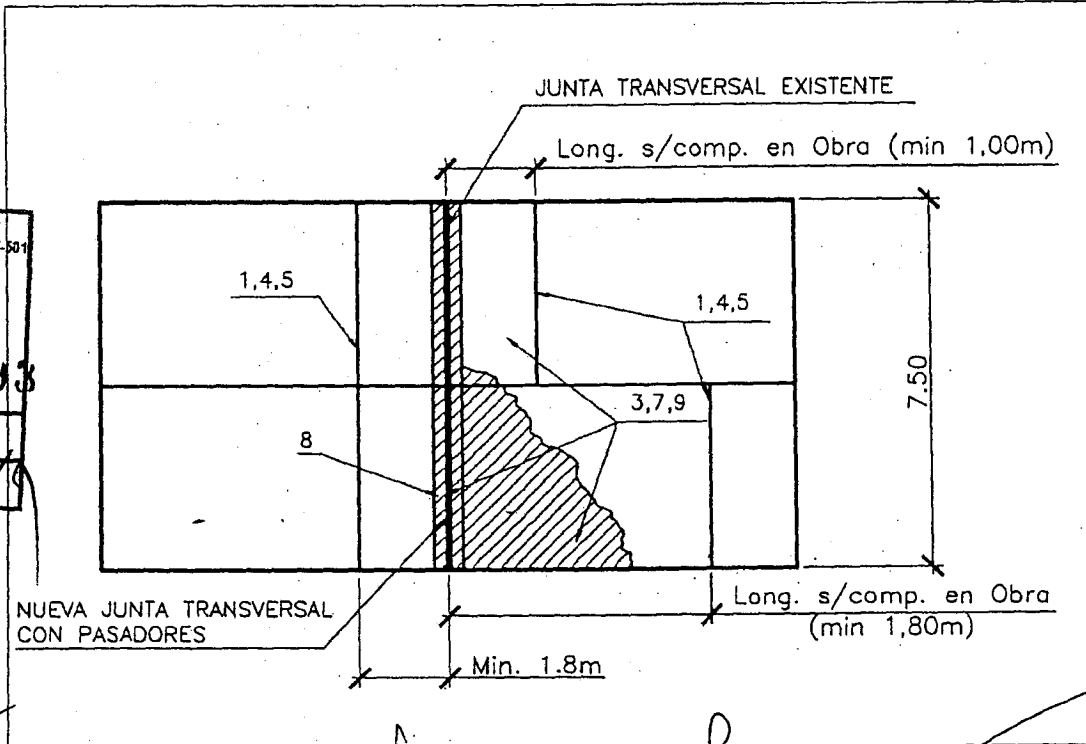 JUNTA TRANSVERSAL EXISTENTE
Long. s/comp. en Obra (min 1,00m)
-501
1,4,5
1,4,5
7.50
3,7,9
8
NUEVA JUNTA TRANSVERSAL
CON PASADORES
Long. s/comp. en Obra
(min 1,80m)
Min. 1.8m